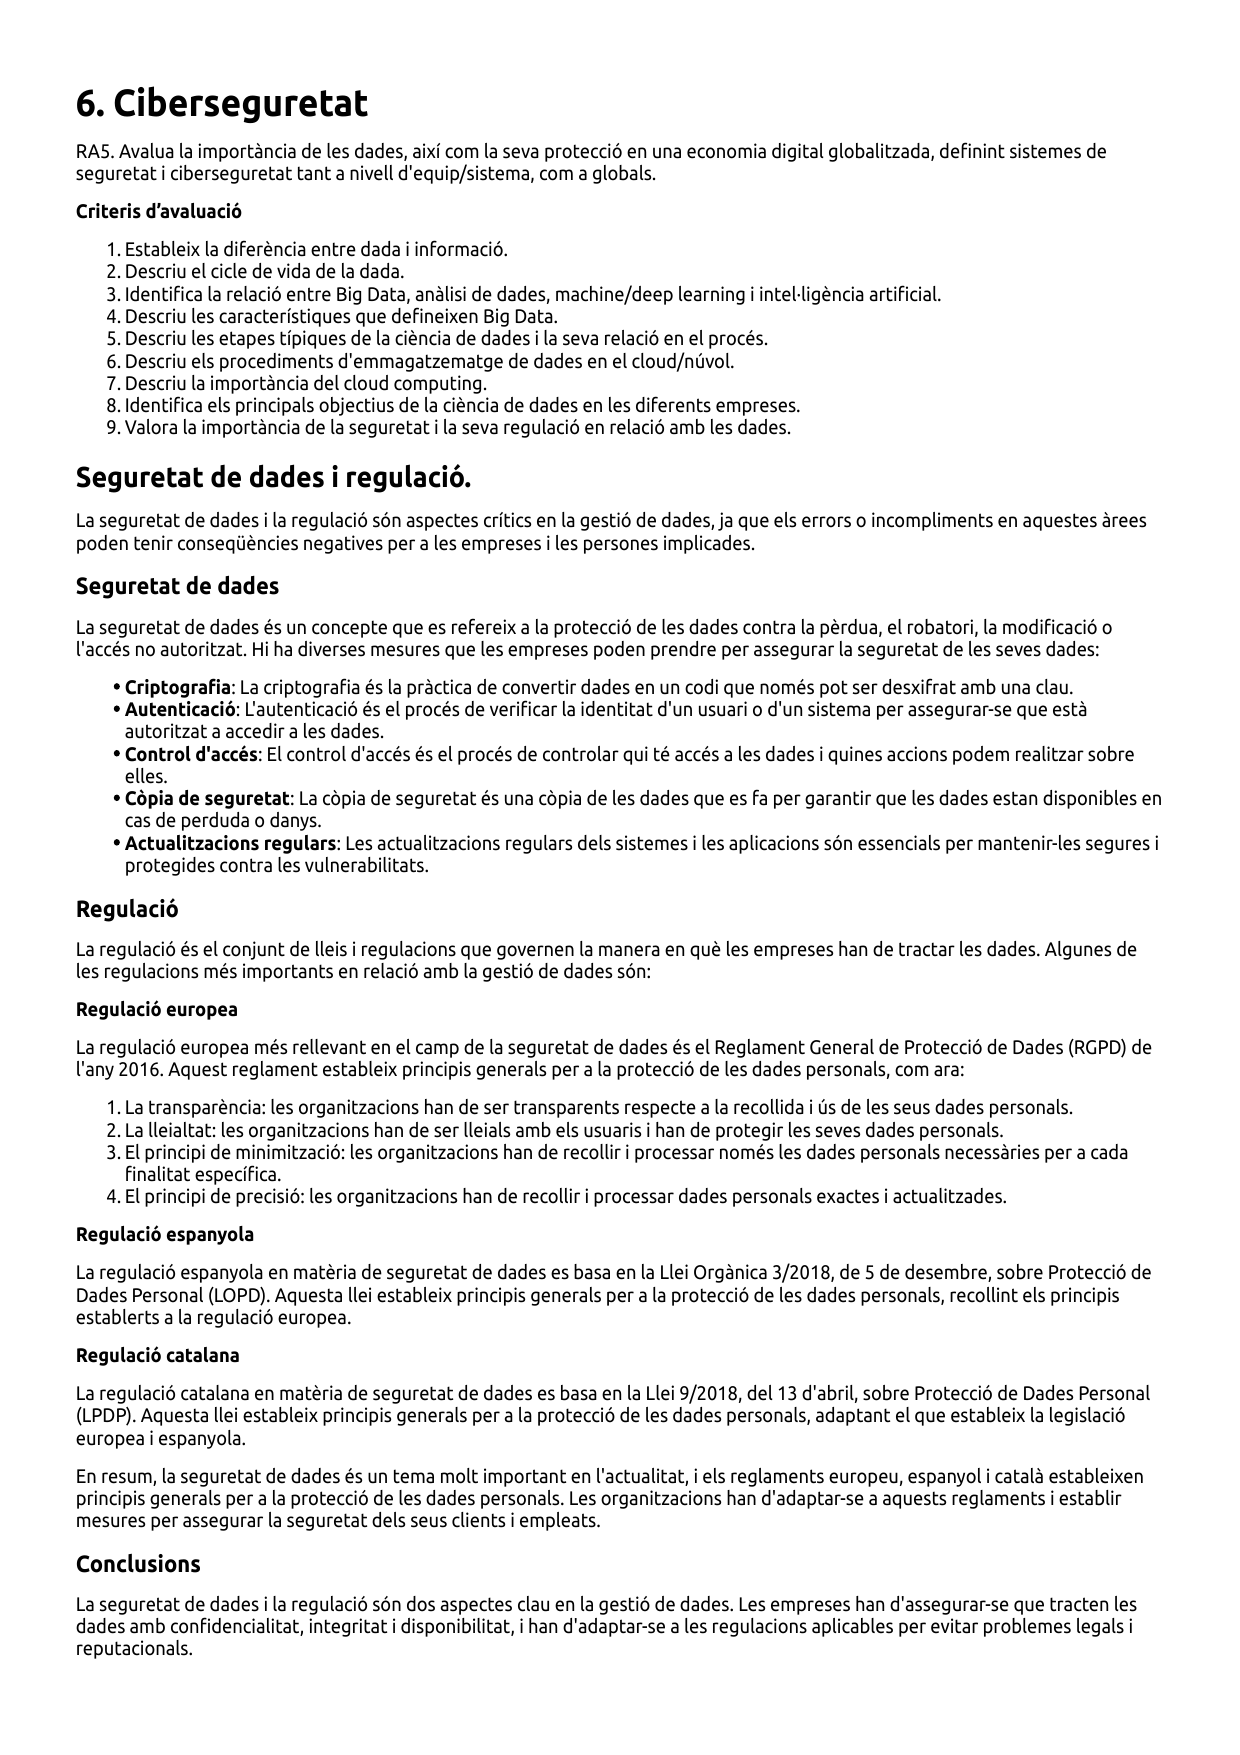 6. Ciberseguretat
RA5. Avalua la importància de les dades, així com la seva protecció en una economia digital globalitzada, definint sistemes de
seguretat i ciberseguretat tant a nivell d'equip/sistema, com a globals.
Criteris d’avaluació
1. Estableix la diferència entre dada i informació.
2. Descriu el cicle de vida de la dada.
3. Identifica la relació entre Big Data, anàlisi de dades, machine/deep learning i intel·ligència artificial.
4. Descriu les característiques que defineixen Big Data.
5. Descriu les etapes típiques de la ciència de dades i la seva relació en el procés.
6. Descriu els procediments d'emmagatzematge de dades en el cloud/núvol.
7. Descriu la importància del cloud computing.
8. Identifica els principals objectius de la ciència de dades en les diferents empreses.
9. Valora la importància de la seguretat i la seva regulació en relació amb les dades.
Seguretat de dades i regulació.
La seguretat de dades i la regulació són aspectes crítics en la gestió de dades, ja que els errors o incompliments en aquestes àrees
poden tenir conseqüències negatives per a les empreses i les persones implicades.
Seguretat de dades
La seguretat de dades és un concepte que es refereix a la protecció de les dades contra la pèrdua, el robatori, la modificació o
l'accés no autoritzat. Hi ha diverses mesures que les empreses poden prendre per assegurar la seguretat de les seves dades:
• Criptografia: La criptografia és la pràctica de convertir dades en un codi que només pot ser desxifrat amb una clau.
• Autenticació: L'autenticació és el procés de verificar la identitat d'un usuari o d'un sistema per assegurar-se que està
autoritzat a accedir a les dades.
• Control d'accés: El control d'accés és el procés de controlar qui té accés a les dades i quines accions podem realitzar sobre
elles.
• Còpia de seguretat: La còpia de seguretat és una còpia de les dades que es fa per garantir que les dades estan disponibles en
cas de perduda o danys.
• Actualitzacions regulars: Les actualitzacions regulars dels sistemes i les aplicacions són essencials per mantenir-les segures i
protegides contra les vulnerabilitats.
Regulació
La regulació és el conjunt de lleis i regulacions que governen la manera en què les empreses han de tractar les dades. Algunes de
les regulacions més importants en relació amb la gestió de dades són:
Regulació europea
La regulació europea més rellevant en el camp de la seguretat de dades és el Reglament General de Protecció de Dades (RGPD) de
l'any 2016. Aquest reglament estableix principis generals per a la protecció de les dades personals, com ara:
1. La transparència: les organitzacions han de ser transparents respecte a la recollida i ús de les seus dades personals.
2. La lleialtat: les organitzacions han de ser lleials amb els usuaris i han de protegir les seves dades personals.
3. El principi de minimització: les organitzacions han de recollir i processar només les dades personals necessàries per a cada
finalitat específica.
4. El principi de precisió: les organitzacions han de recollir i processar dades personals exactes i actualitzades.
Regulació espanyola
La regulació espanyola en matèria de seguretat de dades es basa en la Llei Orgànica 3/2018, de 5 de desembre, sobre Protecció de
Dades Personal (LOPD). Aquesta llei estableix principis generals per a la protecció de les dades personals, recollint els principis
establerts a la regulació europea.
Regulació catalana
La regulació catalana en matèria de seguretat de dades es basa en la Llei 9/2018, del 13 d'abril, sobre Protecció de Dades Personal
(LPDP). Aquesta llei estableix principis generals per a la protecció de les dades personals, adaptant el que estableix la legislació
europea i espanyola.
En resum, la seguretat de dades és un tema molt important en l'actualitat, i els reglaments europeu, espanyol i català estableixen
principis generals per a la protecció de les dades personals. Les organitzacions han d'adaptar-se a aquests reglaments i establir
mesures per assegurar la seguretat dels seus clients i empleats.
Conclusions
La seguretat de dades i la regulació són dos aspectes clau en la gestió de dades. Les empreses han d'assegurar-se que tracten les
dades amb confidencialitat, integritat i disponibilitat, i han d'adaptar-se a les regulacions aplicables per evitar problemes legals i
reputacionals.